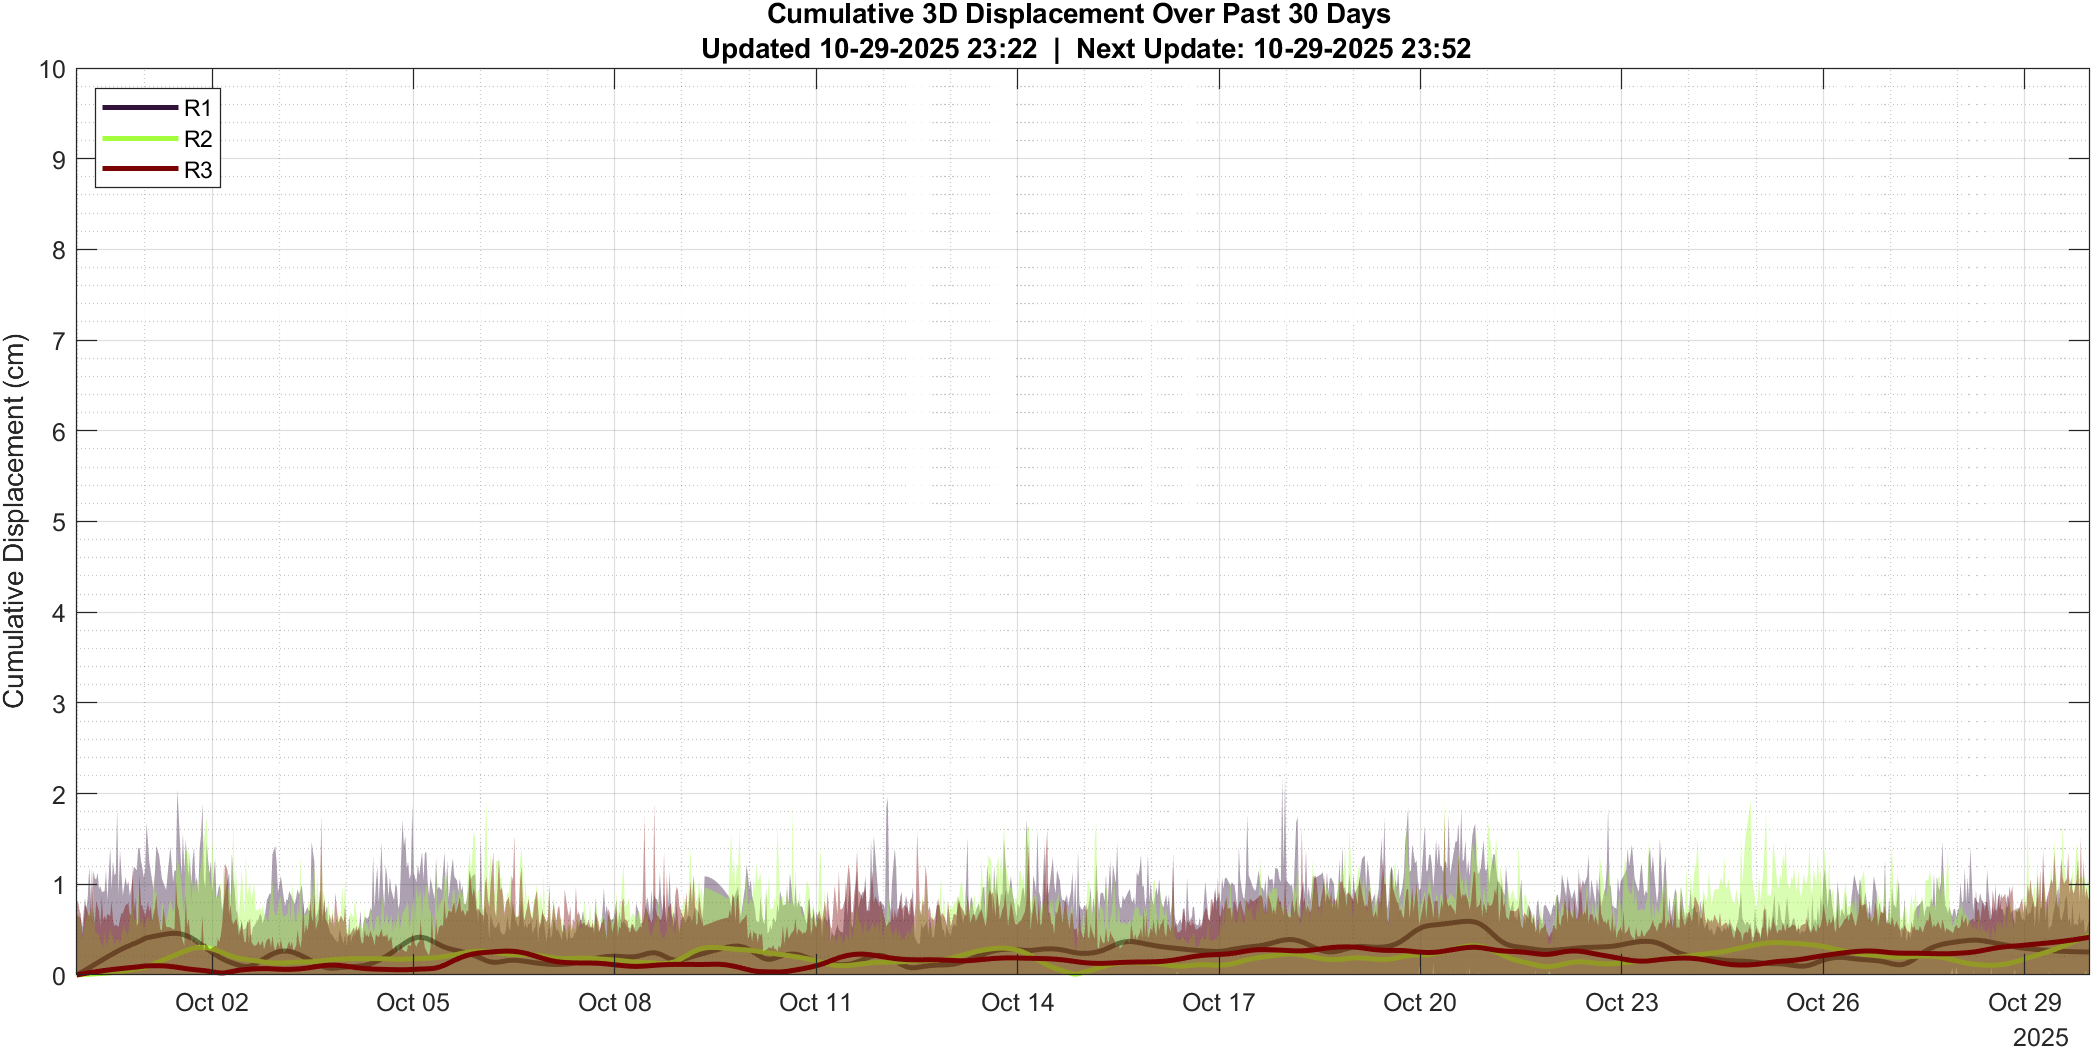 Cumulative 3D Displacement Over Past 30 Days
Updated 10-29-2025 23:22 | Next Update: 10-29-2025 23:52
Cumulative Displacement (cm)
10
9
8
7
6
5
4
3
2
1
0
R1
R2
R3
Oct 02 Oct 05 Oct 08 Oct 11 Oct 14 Oct 17 Oct 20 Oct 23 Oct 26 Oct 29
2025